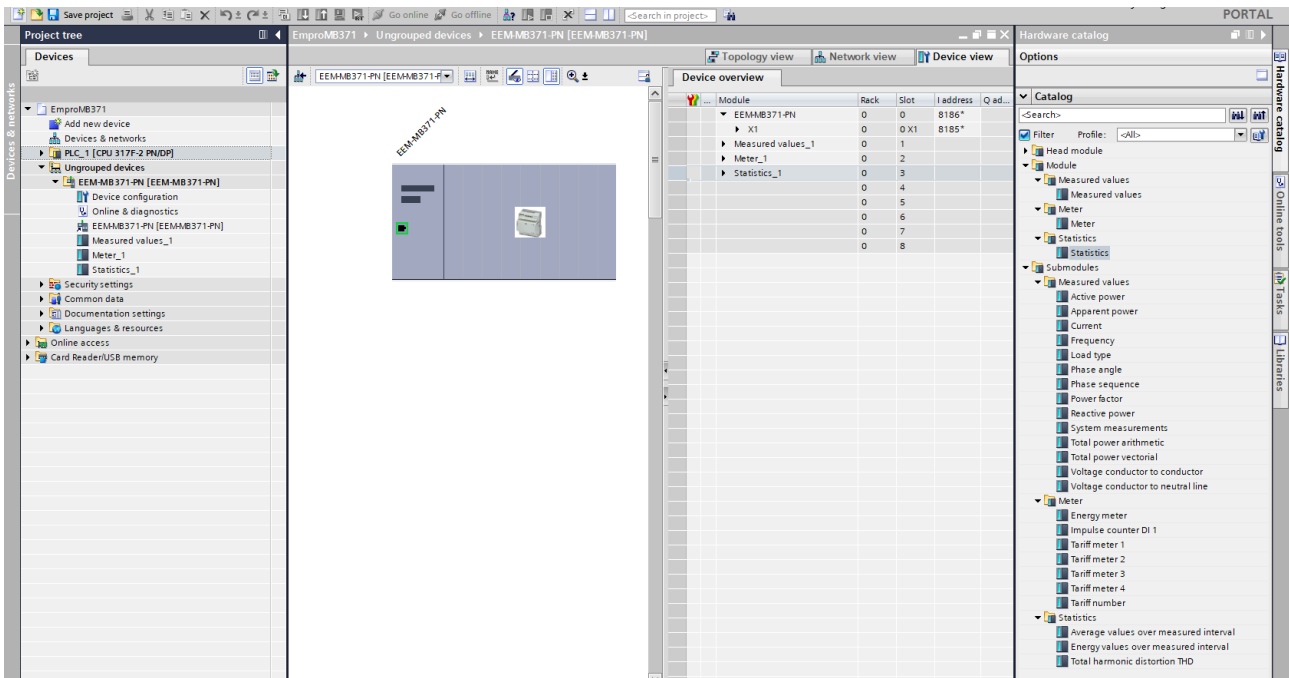 PORTAL
Save project
Go online
Go offline
<Search in project>
Project tree
EmproMB371
Ungrouped devices
EEM-MB371-PN [EEM-MB371-PN]
Hardware catalog
Devices
Topology view
Network view
Device view
Options
EEM-MB371-PN [EEM-MB371-P
Device overview
Devices & networks
EmproMB371
Add new device
Devices & networks
PLC_1 [CPU 317F-2 PN/DP]
Ungrouped devices
EEM-MB371-PN [EEM-MB371-PN]
Device configuration
Online & diagnostics
EEM-MB371-PN [EEM-MB371-PN]
Measured values_1
Meter_1
Statistics_1
Security settings
Common data
Documentation settings
Languages & resources
Online access
Card Reader/USB memory
EEM-MB371-PN
... Module Rack Slot I address Q ad...
EEM-MB371-PN 0 0 8186*
X1 0 0 X1 8185*
Measured values_1 0 1
Meter_1 0 2
Statistics_1 0 3
0 4
0 5
0 6
0 7
0 8
Catalog
<Search>
Filter Profile: <All>
Head module
Module
Measured values
Measured values
Meter
Meter
Statistics
Statistics
Submodules
Measured values
Active power
Apparent power
Current
Frequency
Load type
Phase angle
Phase sequence
Power factor
Reactive power
System measurements
Total power arithmetic
Total power vectorial
Voltage conductor to conductor
Voltage conductor to neutral line
Meter
Energy meter
Impulse counter DI 1
Tariff meter 1
Tariff meter 2
Tariff meter 3
Tariff meter 4
Tariff number
Statistics
Average values over measured interval
Energy values over measured interval
Total harmonic distortion THD
Hardware catalog
Online tools
Tasks
Libraries